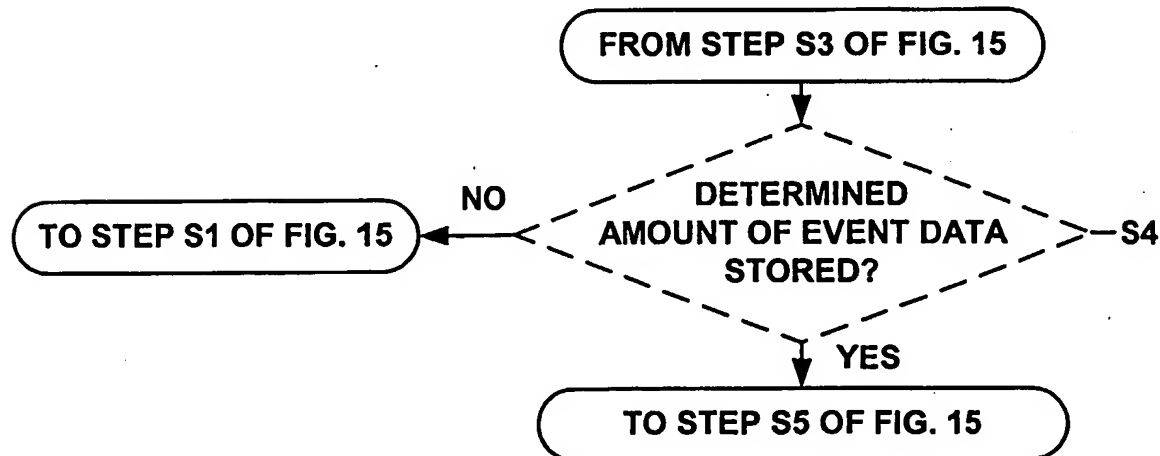 FROM STEP S3 OF FIG. 15
DETERMINED
AMOUNT OF EVENT DATA
STORED?
S4
NO
TO STEP S1 OF FIG. 15
YES
TO STEP S5 OF FIG. 15